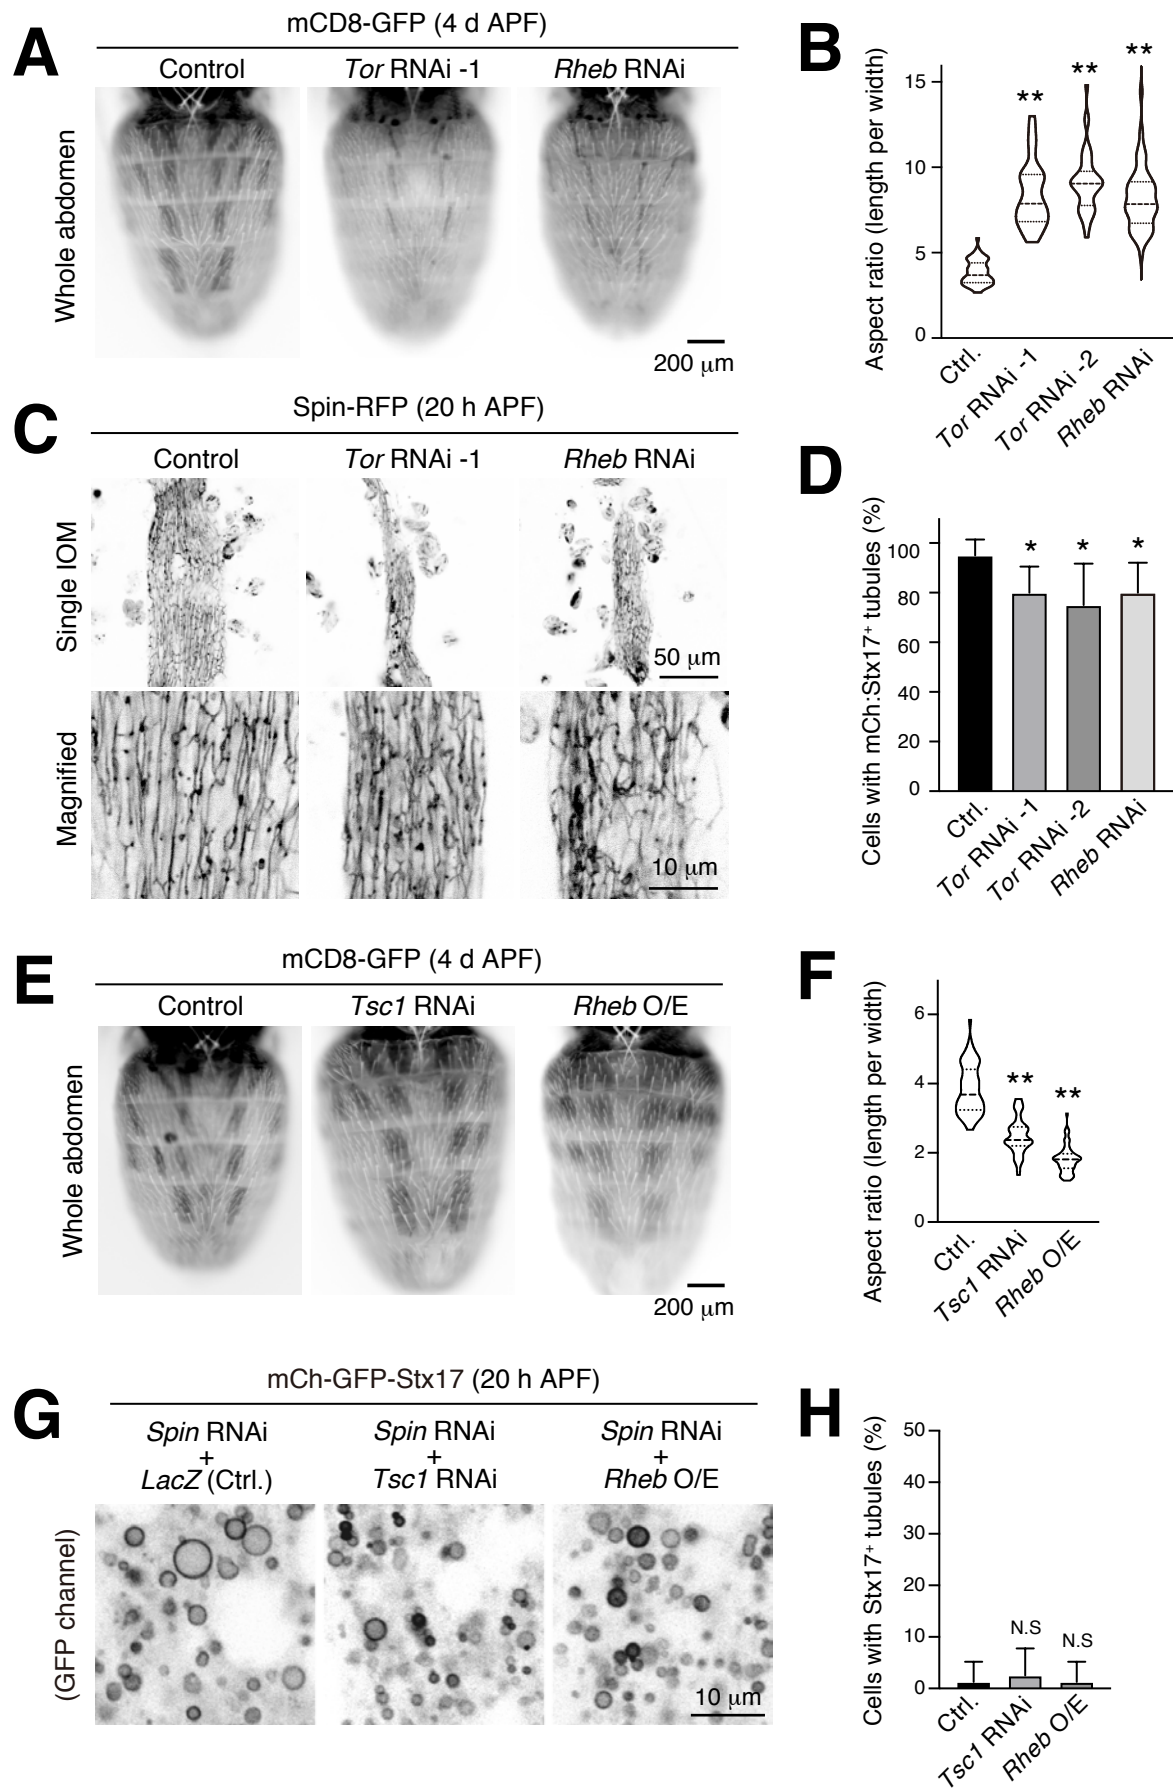 A
mCD8-GFP (4 d APF)
Control
Tor RNAi -1
Rheb RNAi
Whole abdomen
200 μm
B
Aspect ratio (length per width)
15
10
5
0
**
**
**
Ctrl.
Tor RNAi -1
Tor RNAi -2
Rheb RNAi
C
Spin-RFP (20 h APF)
Control
Tor RNAi -1
Rheb RNAi
Single IOM
50 μm
Magnified
10 μm
D
Cells with mCh:Stx17+ tubules (%)
100
80
60
40
20
0
*
*
*
Ctrl.
Tor RNAi -1
Tor RNAi -2
Rheb RNAi
E
mCD8-GFP (4 d APF)
Control
Tsc1 RNAi
Rheb O/E
Whole abdomen
200 μm
F
Aspect ratio (length per width)
6
4
2
0
**
**
Ctrl.
Tsc1 RNAi
Rheb O/E
G
mCh-GFP-Stx17 (20 h APF)
Spin RNAi
+
LacZ (Ctrl.)
Spin RNAi
+
Tsc1 RNAi
Spin RNAi
+
Rheb O/E
(GFP channel)
10 μm
H
Cells with Stx17+ tubules (%)
50
40
30
20
10
0
N.S
N.S
Ctrl.
Tsc1 RNAi
Rheb O/E